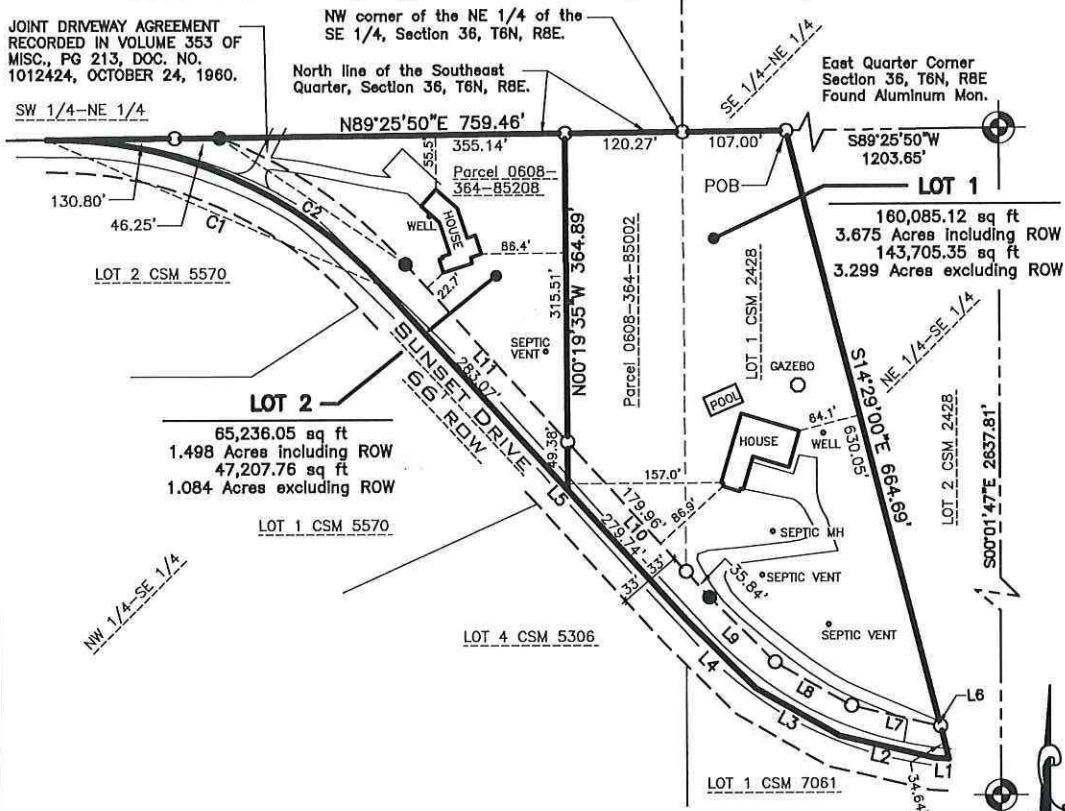 JOINT DRIVEWAY AGREEMENT
RECORDED IN VOLUME 353 OF
MISC., PG 213, DOC. NO.
1012424, OCTOBER 24, 1960.
NW corner of the NE 1/4 of the
SE 1/4, Section 36, T6N, R8E.
North line of the Southeast
Quarter, Section 36, T6N, R8E.
SE 1/4-NE 1/4
East Quarter Corner
Section 36, T6N, R8E
Found Aluminum Mon.
SW 1/4-NE 1/4
N89°25'50"E 759.46'
355.14'
120.27'
107.00'
S89°25'50"W
1203.65'
130.80'
46.25'
55.5'
Parcel 0608-
364-85208
POB
LOT 1
160,085.12 sq ft
3.675 Acres including ROW
143,705.35 sq ft
3.299 Acres excluding ROW
C1
C2
WELL
HOUSE
86.4'
22.7'
LOT 2 CSM 5570
N00°19'35"W 364.89'
315.51'
Parcel 0608-364-85002
LOT 1 CSM 2428
NE 1/4-SE 1/4
SEPTIC
VENT
L11
283.07'
SUNSET DRIVE
66' ROW
GAZEBO
POOL
HOUSE
64.1'
WELL
S14°29'00"E 664.69'
630.05'
LOT 2 CSM 2428
S00°01'47"E 2637.81'
LOT 2
65,236.05 sq ft
1.498 Acres including ROW
47,207.76 sq ft
1.084 Acres excluding ROW
49.38'
157.0'
L5
179.96'
L10
279.74'
86.9'
33'
33'
LOT 1 CSM 5570
SEPTIC MH
35.84'
SEPTIC VENT
SEPTIC VENT
NW 1/4-SE 1/4
LOT 4 CSM 5306
L9
L4
L8
L3
L7
L6
L2
L1
34.64'
LOT 1 CSM 7061